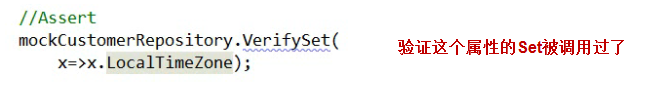 //Assert
mockCustomerRepository.VerifySet(
x=>x.LocalTimeZone);
验证这个属性的Set被调用过了